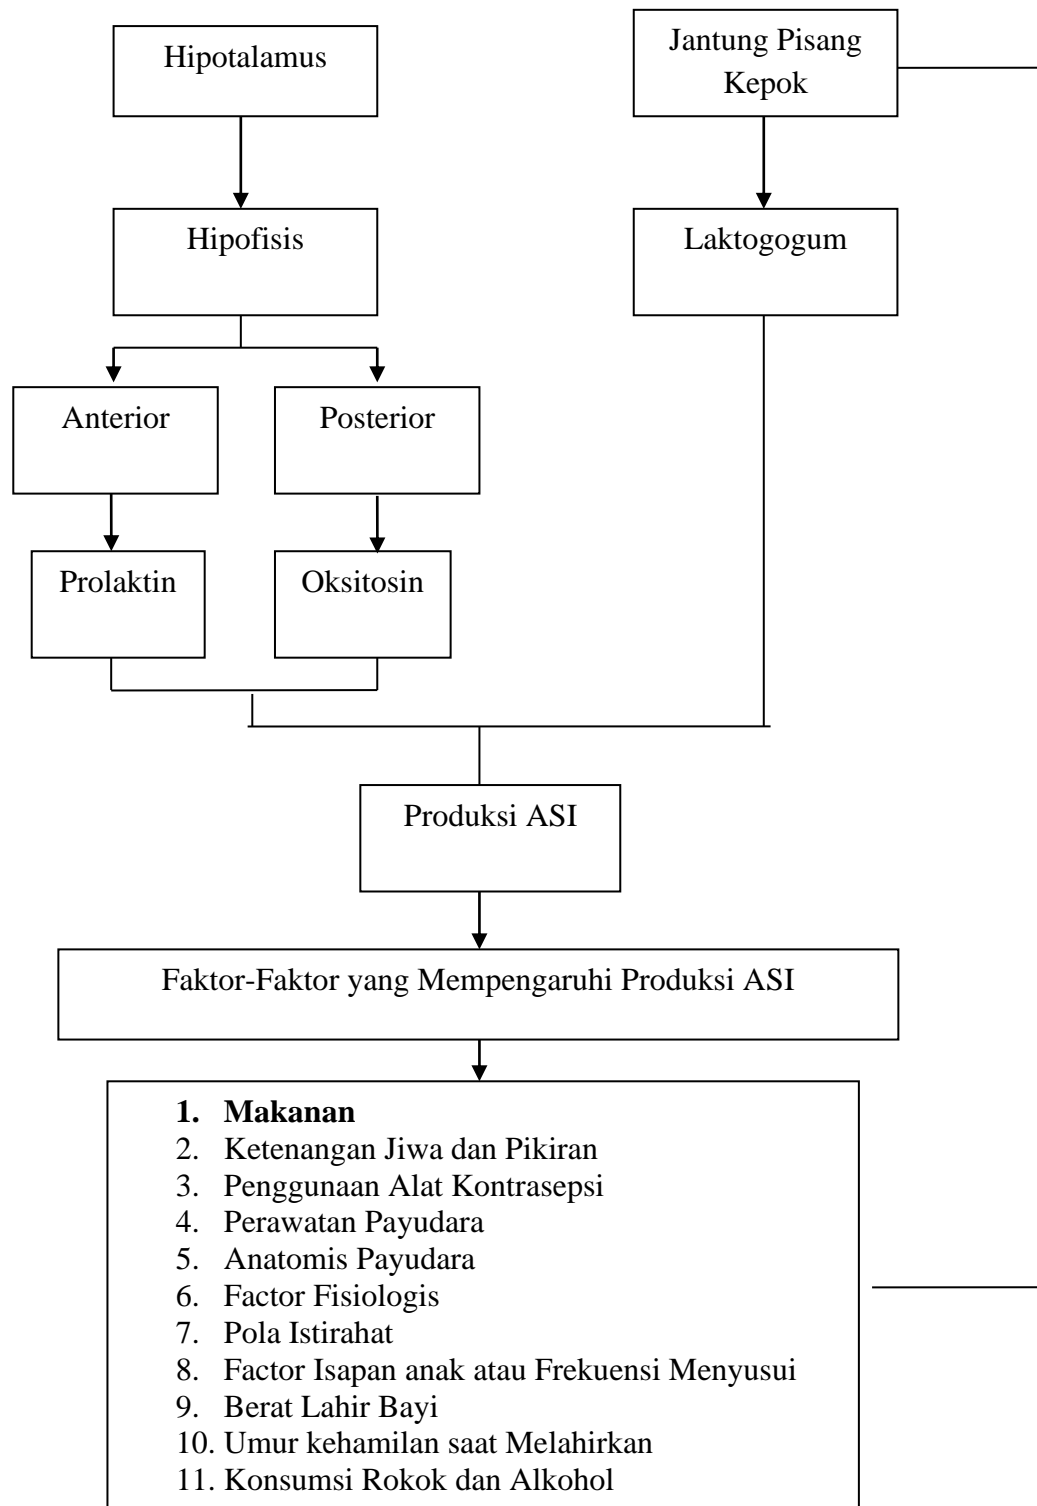 Hipotalamus
Jantung Pisang
Kepok
Hipofisis
Laktogogum
Anterior
Posterior
Prolaktin
Oksitosin
Produksi ASI
Faktor-Faktor yang Mempengaruhi Produksi ASI
1. Makanan
2. Ketenangan Jiwa dan Pikiran
3. Penggunaan Alat Kontrasepsi
4. Perawatan Payudara
5. Anatomis Payudara
6. Factor Fisiologis
7. Pola Istirahat
8. Factor Isapan anak atau Frekuensi Menyusui
9. Berat Lahir Bayi
10. Umur kehamilan saat Melahirkan
11. Konsumsi Rokok dan Alkohol